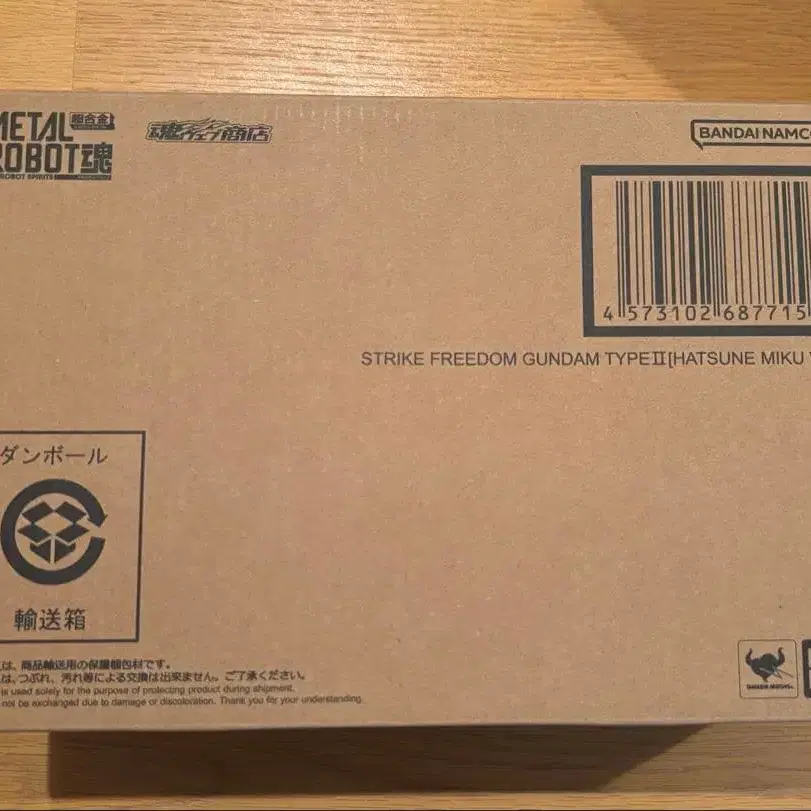 METAL
ROBOT魂
超合金
ROBOT SPIRITS
魂ウェブ商店
BANDAI NAMCO
4 573102 687715
STRIKE FREEDOM GUNDAM TYPEⅡ[HATSUNE MIKU
ダンボール
輸送箱
は、商品輸送用の保護梱包材です。
は、つぶれ、汚れ等による交換は出来ません。ご了承ください。
is used solely for the purpose of protecting product during shipment.
not be exchanged due to damage or discoloration. Thank you for your understanding.
TAMASHII NATIONS